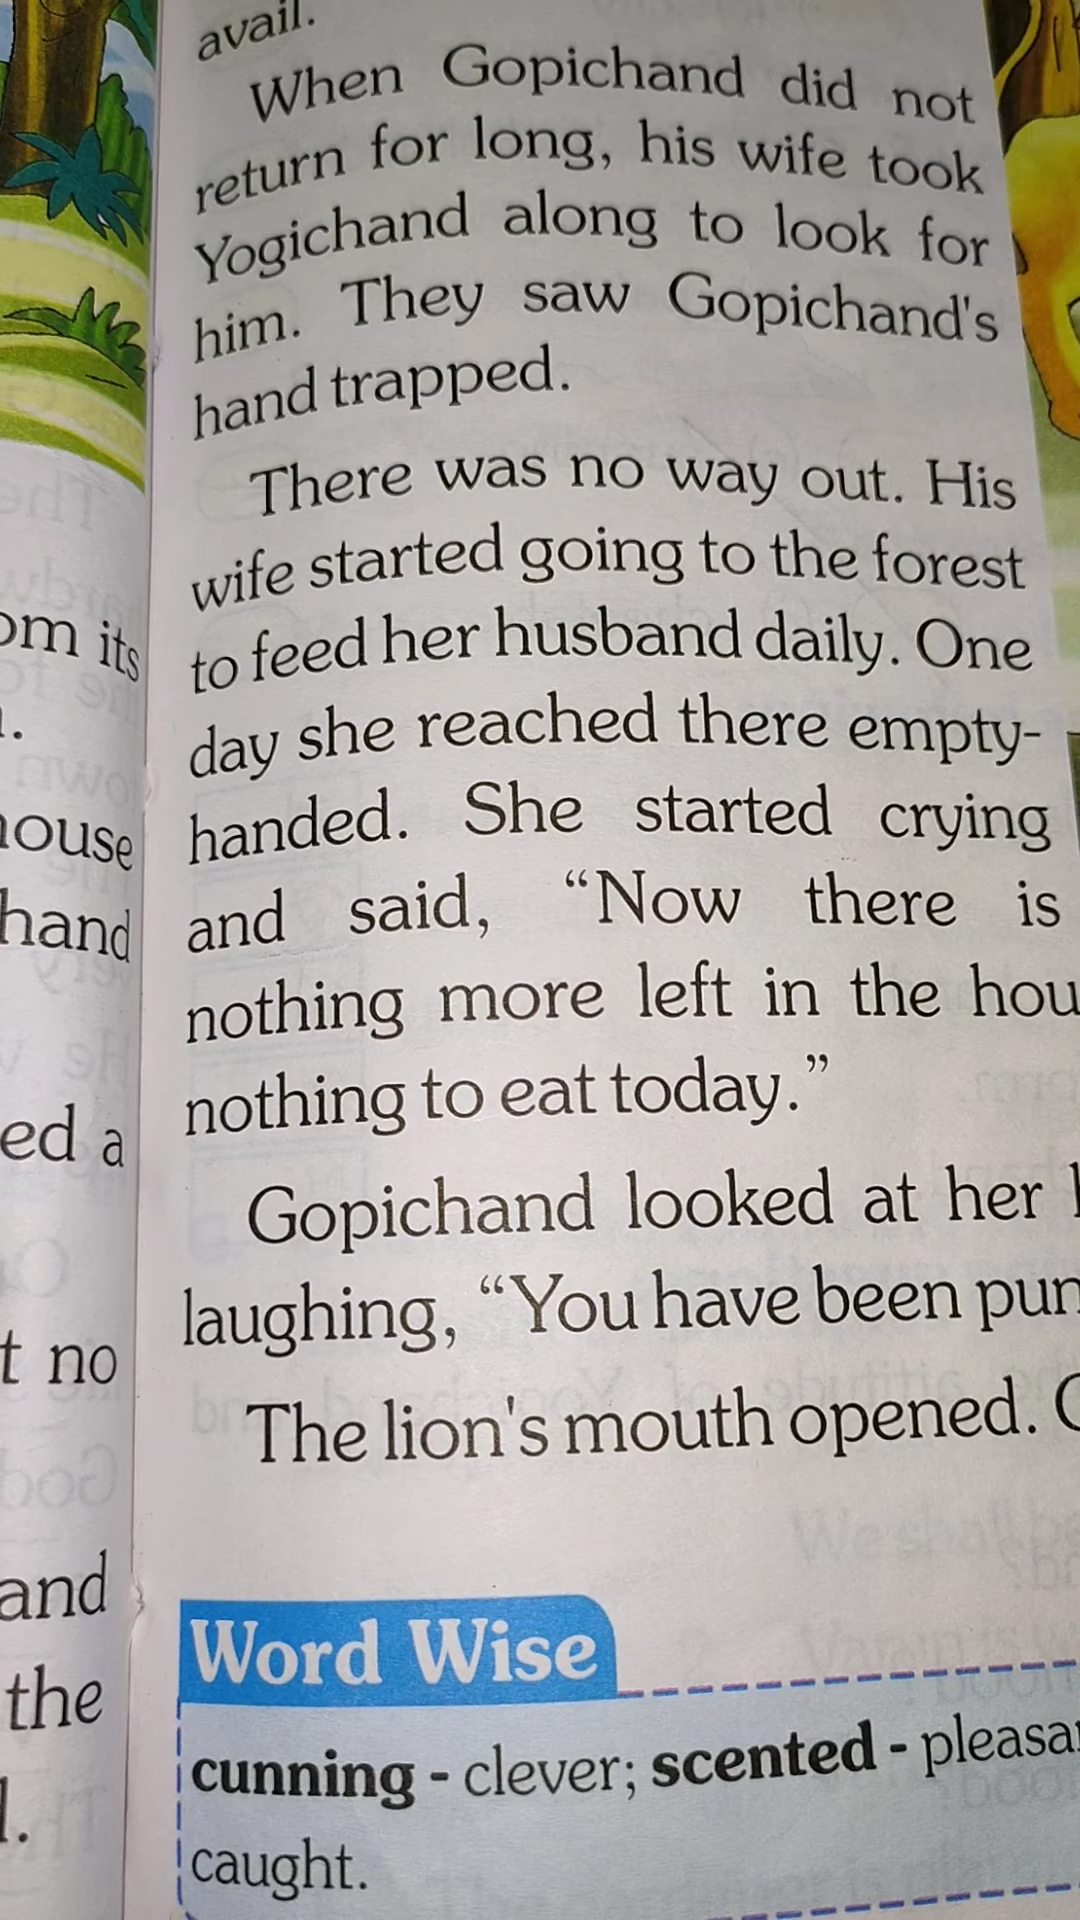 avail.
When Gopichand did not
return for long, his wife took
Yogichand along to look for
him. They saw Gopichand's
hand trapped.
There was no way out. His
wife started going to the forest
to feed her husband daily. One
day she reached there empty-
handed. She started crying
and said, “Now there is
nothing more left in the hou
nothing to eat today.”
Gopichand looked at her
laughing, “You have been pun
The lion's mouth opened.
om its
house
hand
ed a
t no
and
the
Word Wise
cunning - clever; scented - pleasa
caught.